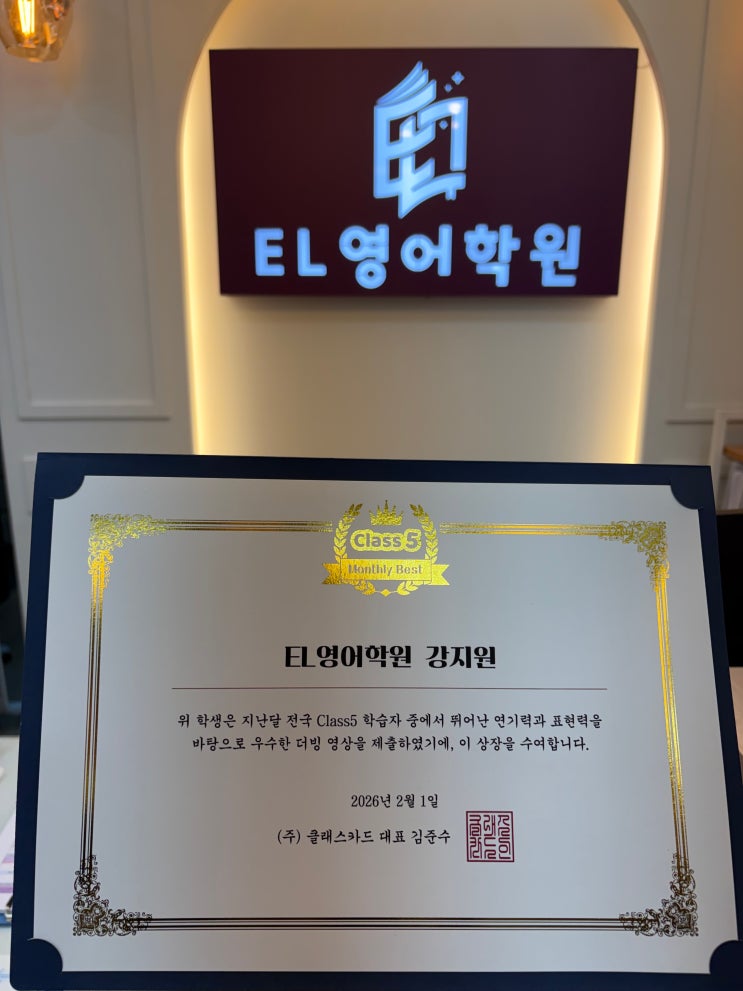 EL영어학원
Class5
Monthly Best
EL영어학원 강지원
위 학생은 지난달 전국 Class5 학습자 중에서 뛰어난 연기력과 표현력을
바탕으로 우수한 더빙 영상을 제출하였기에, 이 상장을 수여합니다.
2026년 2월 1일
(주) 클래스카드 대표 김준수